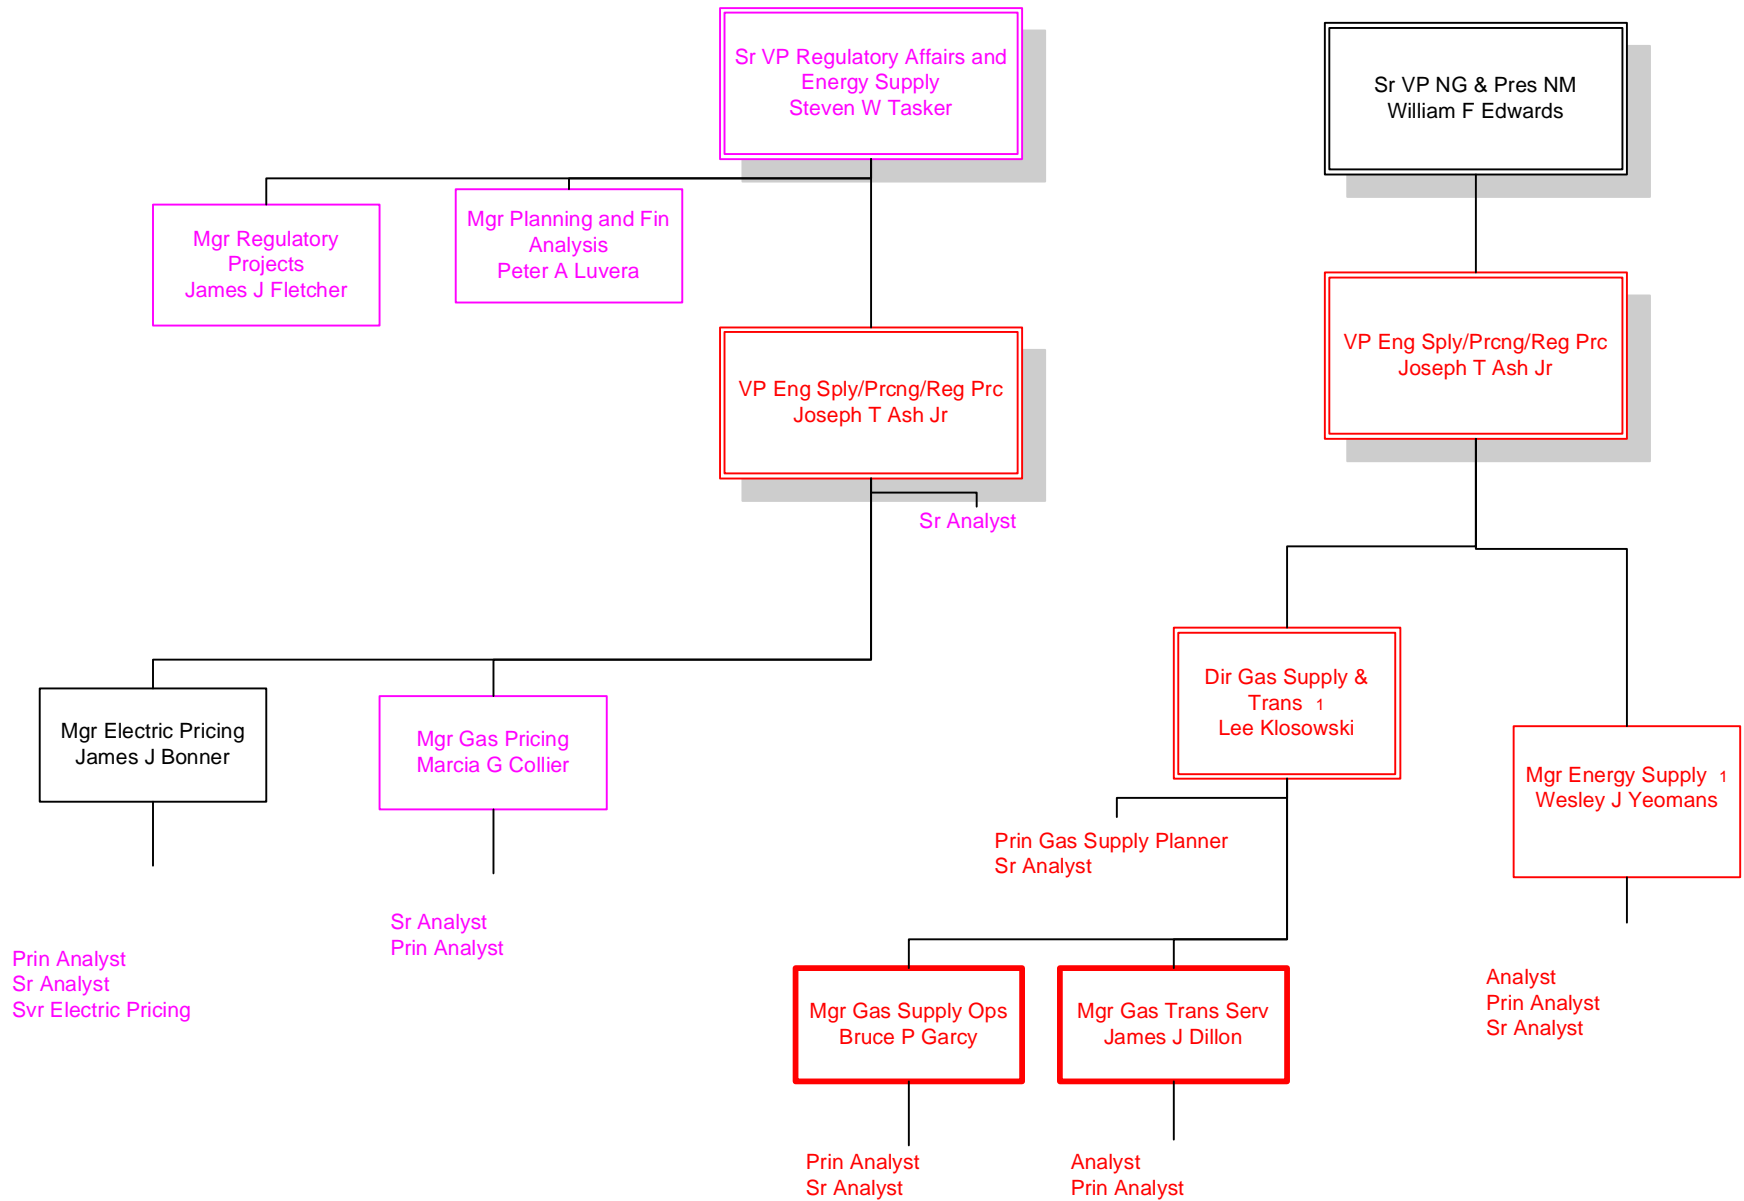 Sr VP Regulatory Affairs and
Energy Supply
Steven W Tasker
Sr VP NG & Pres NM
William F Edwards
Mgr Regulatory
Projects
James J Fletcher
Mgr Planning and Fin
Analysis
Peter A Luvera
VP Eng Sply/Prcng/Reg Prc
Joseph T Ash Jr
VP Eng Sply/Prcng/Reg Prc
Joseph T Ash Jr
Sr Analyst
Mgr Electric Pricing
James J Bonner
Mgr Gas Pricing
Marcia G Collier
Dir Gas Supply &
Trans 1
Lee Klosowski
Mgr Energy Supply 1
Wesley J Yeomans
Prin Gas Supply Planner
Sr Analyst
Prin Analyst
Sr Analyst
Svr Electric Pricing
Sr Analyst
Prin Analyst
Mgr Gas Supply Ops
Bruce P Garcy
Mgr Gas Trans Serv
James J Dillon
Analyst
Prin Analyst
Sr Analyst
Prin Analyst
Sr Analyst
Analyst
Prin Analyst